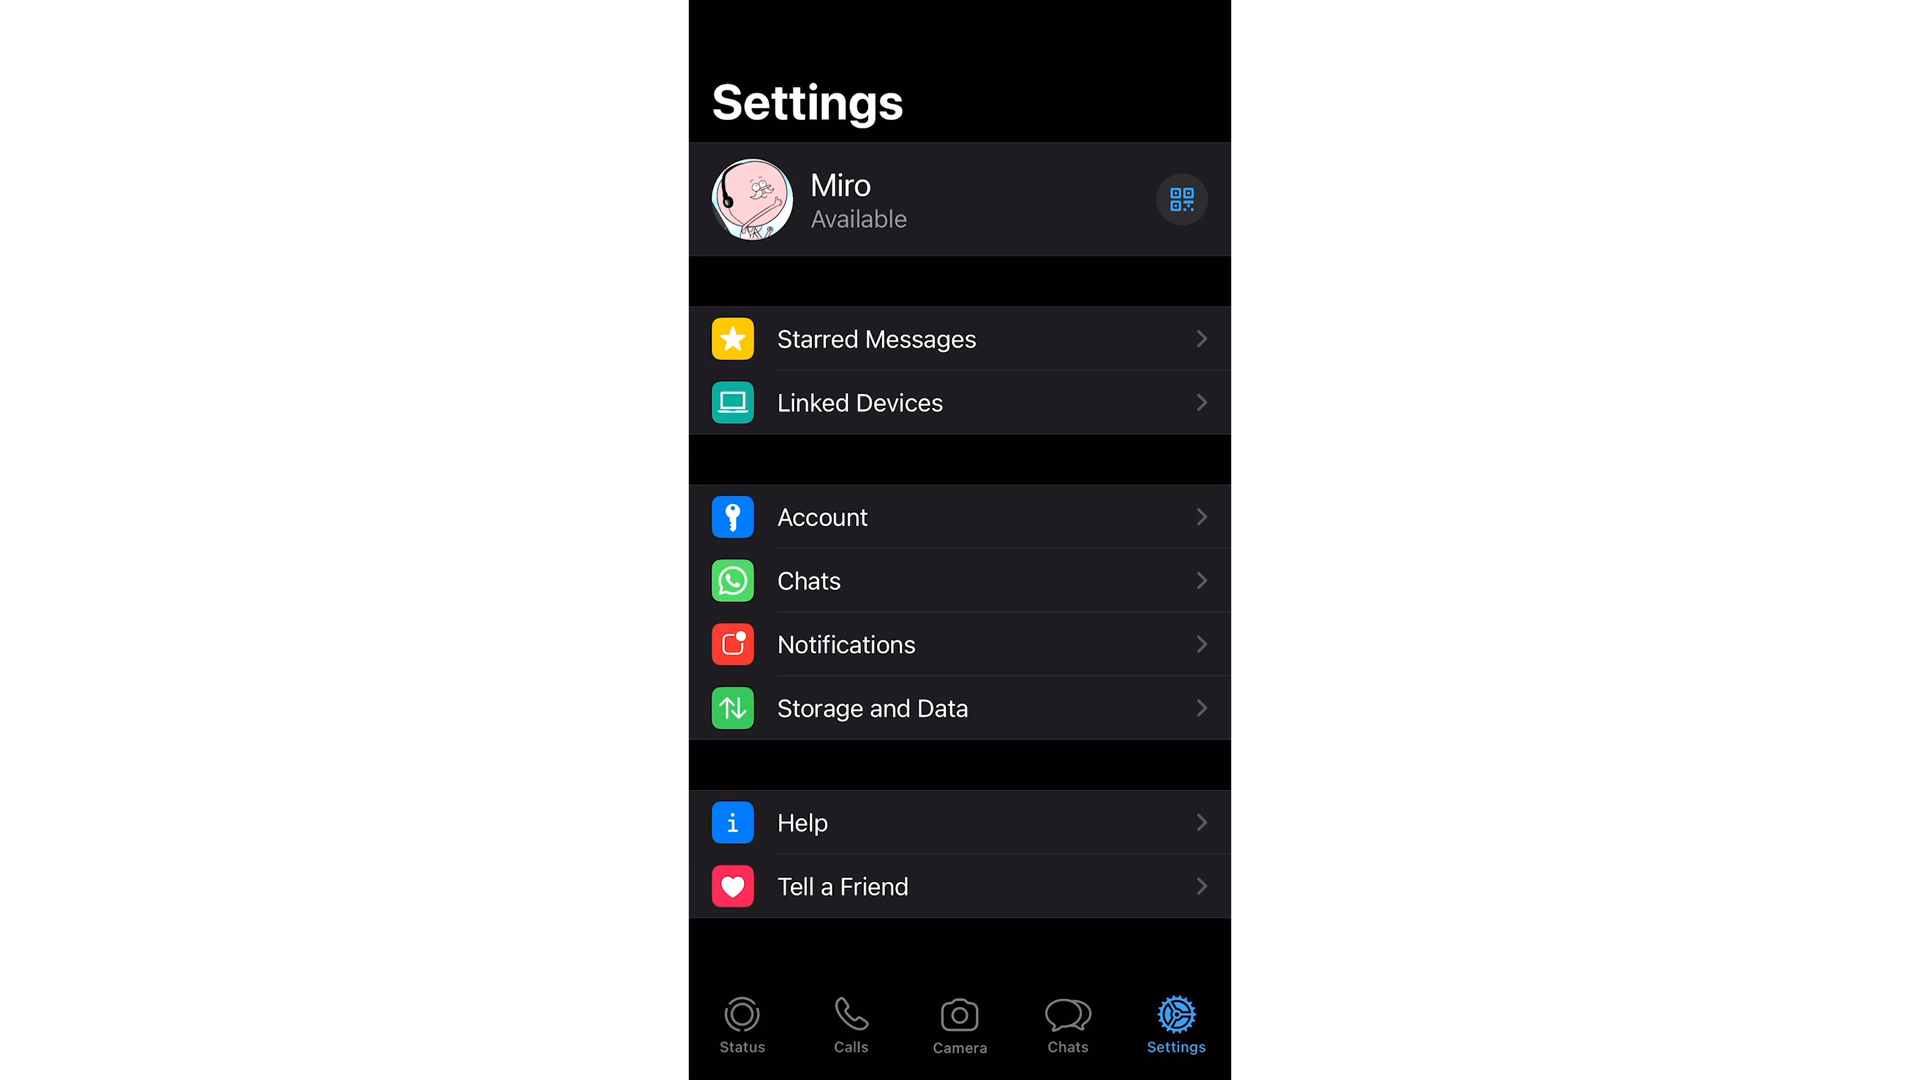 Settings
Miro
Available
Starred Messages
Linked Devices
Account
Chats
Notifications
Storage and Data
Help
Tell a Friend
Status Calls Camera Chats Settings